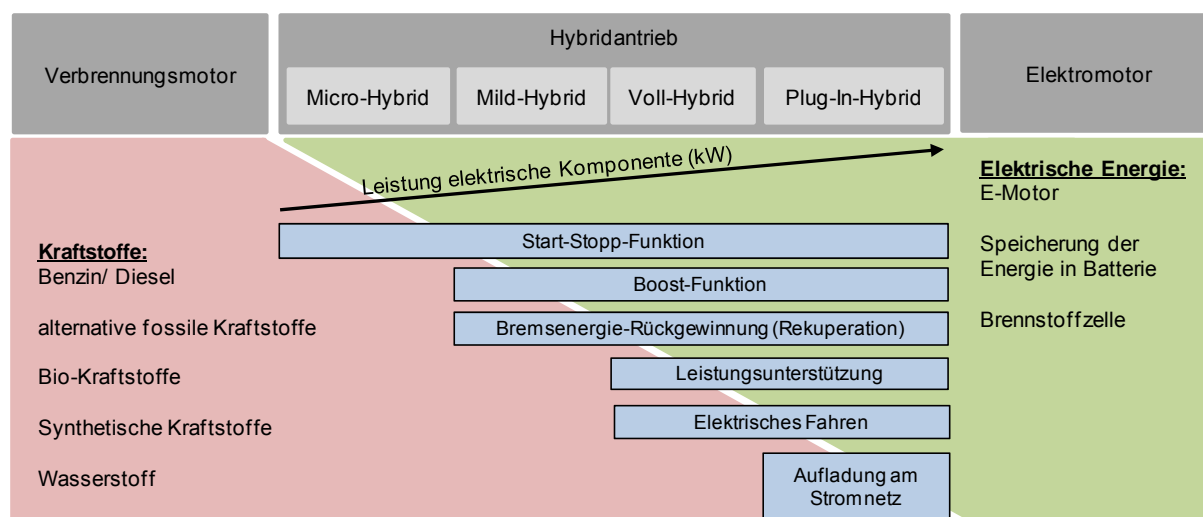 Verbrennungsmotor
Hybridantrieb
Elektromotor
Micro-Hybrid
Mild-Hybrid
Voll-Hybrid
Plug-In-Hybrid
Leistung elektrische Komponente (kW)
Kraftstoffe:
Benzin/ Diesel
alternative fossile Kraftstoffe
Bio-Kraftstoffe
Synthetische Kraftstoffe
Wasserstoff
Start-Stopp-Funktion
Boost-Funktion
Bremsenergie-Rückgewinnung (Rekuperation)
Leistungsunterstützung
Elektrisches Fahren
Aufladung am
Stromnetz
Elektrische Energie:
E-Motor
Speicherung der
Energie in Batterie
Brennstoffzelle